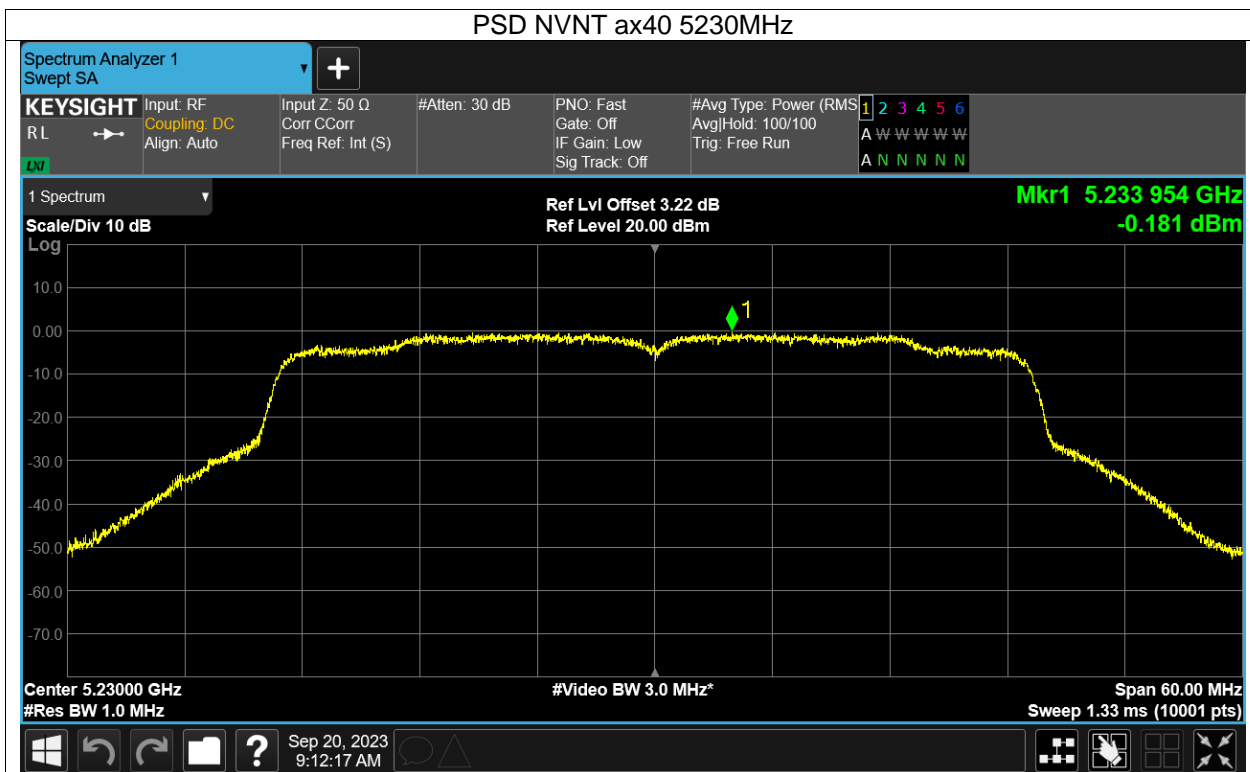 PSD NVNT ax40 5230MHz
Spectrum Analyzer 1
Swept SA
KEYSIGHT
RL
LXI
Input: RF
Coupling: DC
Align: Auto
Input Z: 50 Ω
Corr CCorr
Freq Ref: Int (S)
#Atten: 30 dB
PNO: Fast
Gate: Off
IF Gain: Low
Sig Track: Off
#Avg Type: Power (RMS
Avg|Hold: 100/100
Trig: Free Run
1 2 3 4 5 6
A W W W W W
A N N N N N
1 Spectrum
Scale/Div 10 dB
Log
Ref Lvl Offset 3.22 dB
Ref Level 20.00 dBm
Mkr1 5.233 954 GHz
-0.181 dBm
10.0
0.00
-10.0
-20.0
-30.0
-40.0
-50.0
-60.0
-70.0
1
Center 5.23000 GHz
#Res BW 1.0 MHz
#Video BW 3.0 MHz*
Span 60.00 MHz
Sweep 1.33 ms (10001 pts)
?
Sep 20, 2023
9:12:17 AM